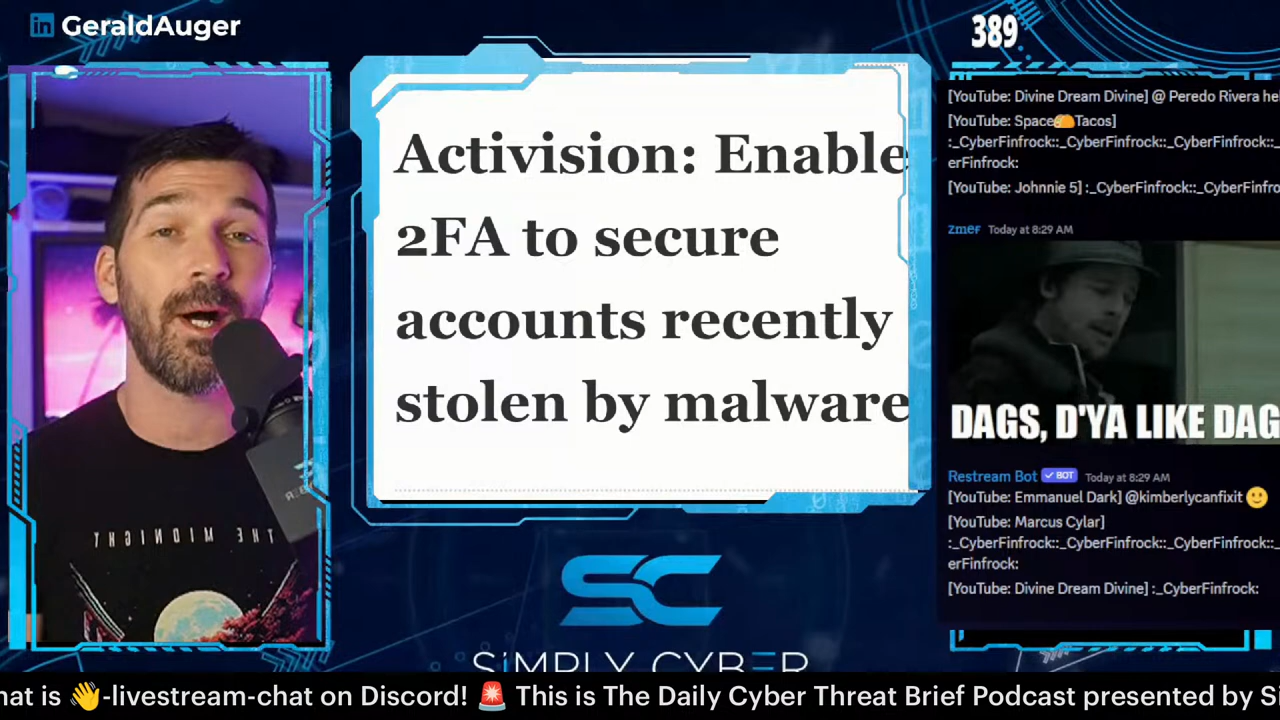 GeraldAuger
389
Activision: Enable
2FA to secure
accounts recently
stolen by malware
THE MIDNIGHT
[YouTube: Divine Dream Divine] @ Peredo Rivera he
[YouTube: Space🌮Tacos]
:_CyberFinfrock::_CyberFinfrock::_CyberFinfrock::_
erFinfrock:
[YouTube: Johnnie 5] :_CyberFinfrock::_CyberFinfro
zmer Today at 8:29 AM
DAGS, D'YA LIKE DAG
Restream Bot ✓ BOT Today at 8:29 AM
[YouTube: Emmanuel Dark] @kimberlycanfixit 🙂
[YouTube: Marcus Cylar]
:_CyberFinfrock::_CyberFinfrock::_CyberFinfrock::_
erFinfrock:
[YouTube: Divine Dream Divine] :_CyberFinfrock:
SC
SIMPLY CYBER
hat is 👋-livestream-chat on Discord! 🚨 This is The Daily Cyber Threat Brief Podcast presented by Si